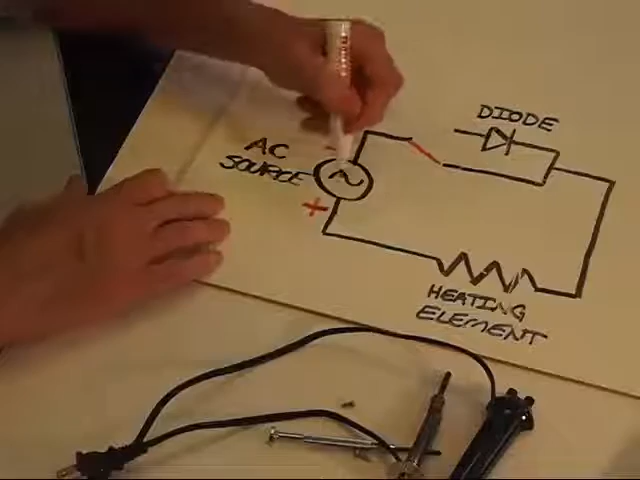 DIODE
AC
SOURCE
+
HEATING
ELEMENT